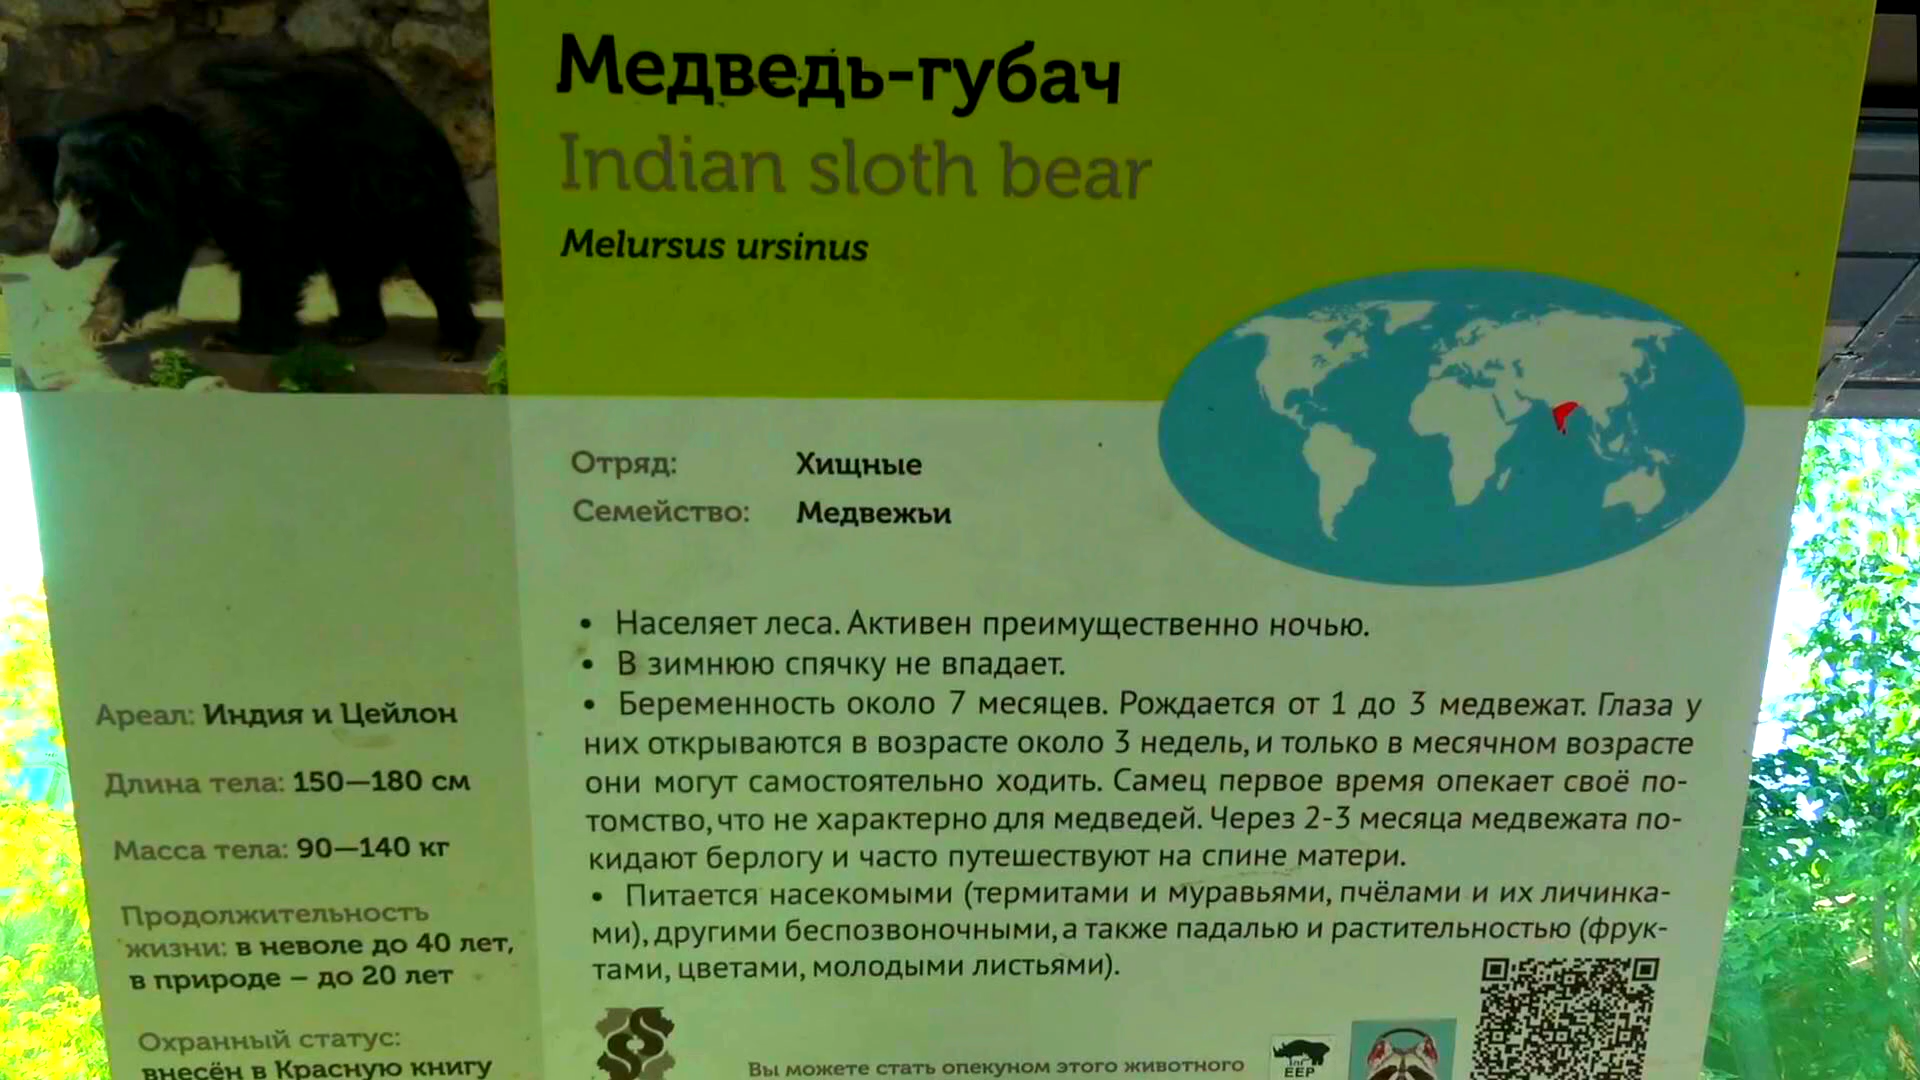 Медведь-губач
Indian sloth bear
Melursus ursinus
Отряд: Хищные
Семейство: Медвежьи
• Населяет леса. Активен преимущественно ночью.
• В зимнюю спячку не впадает.
• Беременность около 7 месяцев. Рождается от 1 до 3 медвежат. Глаза у
них открываются в возрасте около 3 недель, и только в месячном возрасте
они могут самостоятельно ходить. Самец первое время опекает своё по-
томство, что не характерно для медведей. Через 2-3 месяца медвежата по-
кидают берлогу и часто путешествуют на спине матери.
• Питается насекомыми (термитами и муравьями, пчёлами и их личинка-
ми), другими беспозвоночными, а также падалью и растительностью (фрук-
тами, цветами, молодыми листьями).
Ареал: Индия и Цейлон
Длина тела: 150—180 см
Масса тела: 90—140 кг
Продолжительность
жизни: в неволе до 40 лет,
в природе – до 20 лет
Охранный статус:
внесён в Красную книгу
Вы можете стать опекуном этого животного
EEP